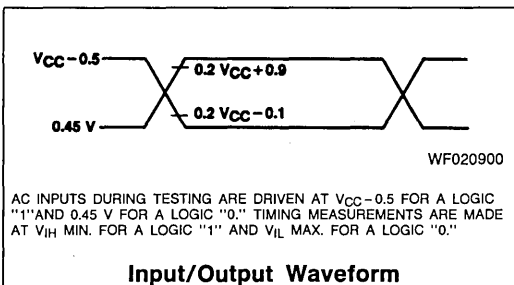 VCC−0.5
0.2 VCC+0.9
0.2 VCC−0.1
0.45 V
WF020900
AC INPUTS DURING TESTING ARE DRIVEN AT VCC−0.5 FOR A LOGIC
"1"AND 0.45 V FOR A LOGIC "0." TIMING MEASUREMENTS ARE MADE
AT VIH MIN. FOR A LOGIC "1" AND VIL MAX. FOR A LOGIC "0."
Input/Output Waveform